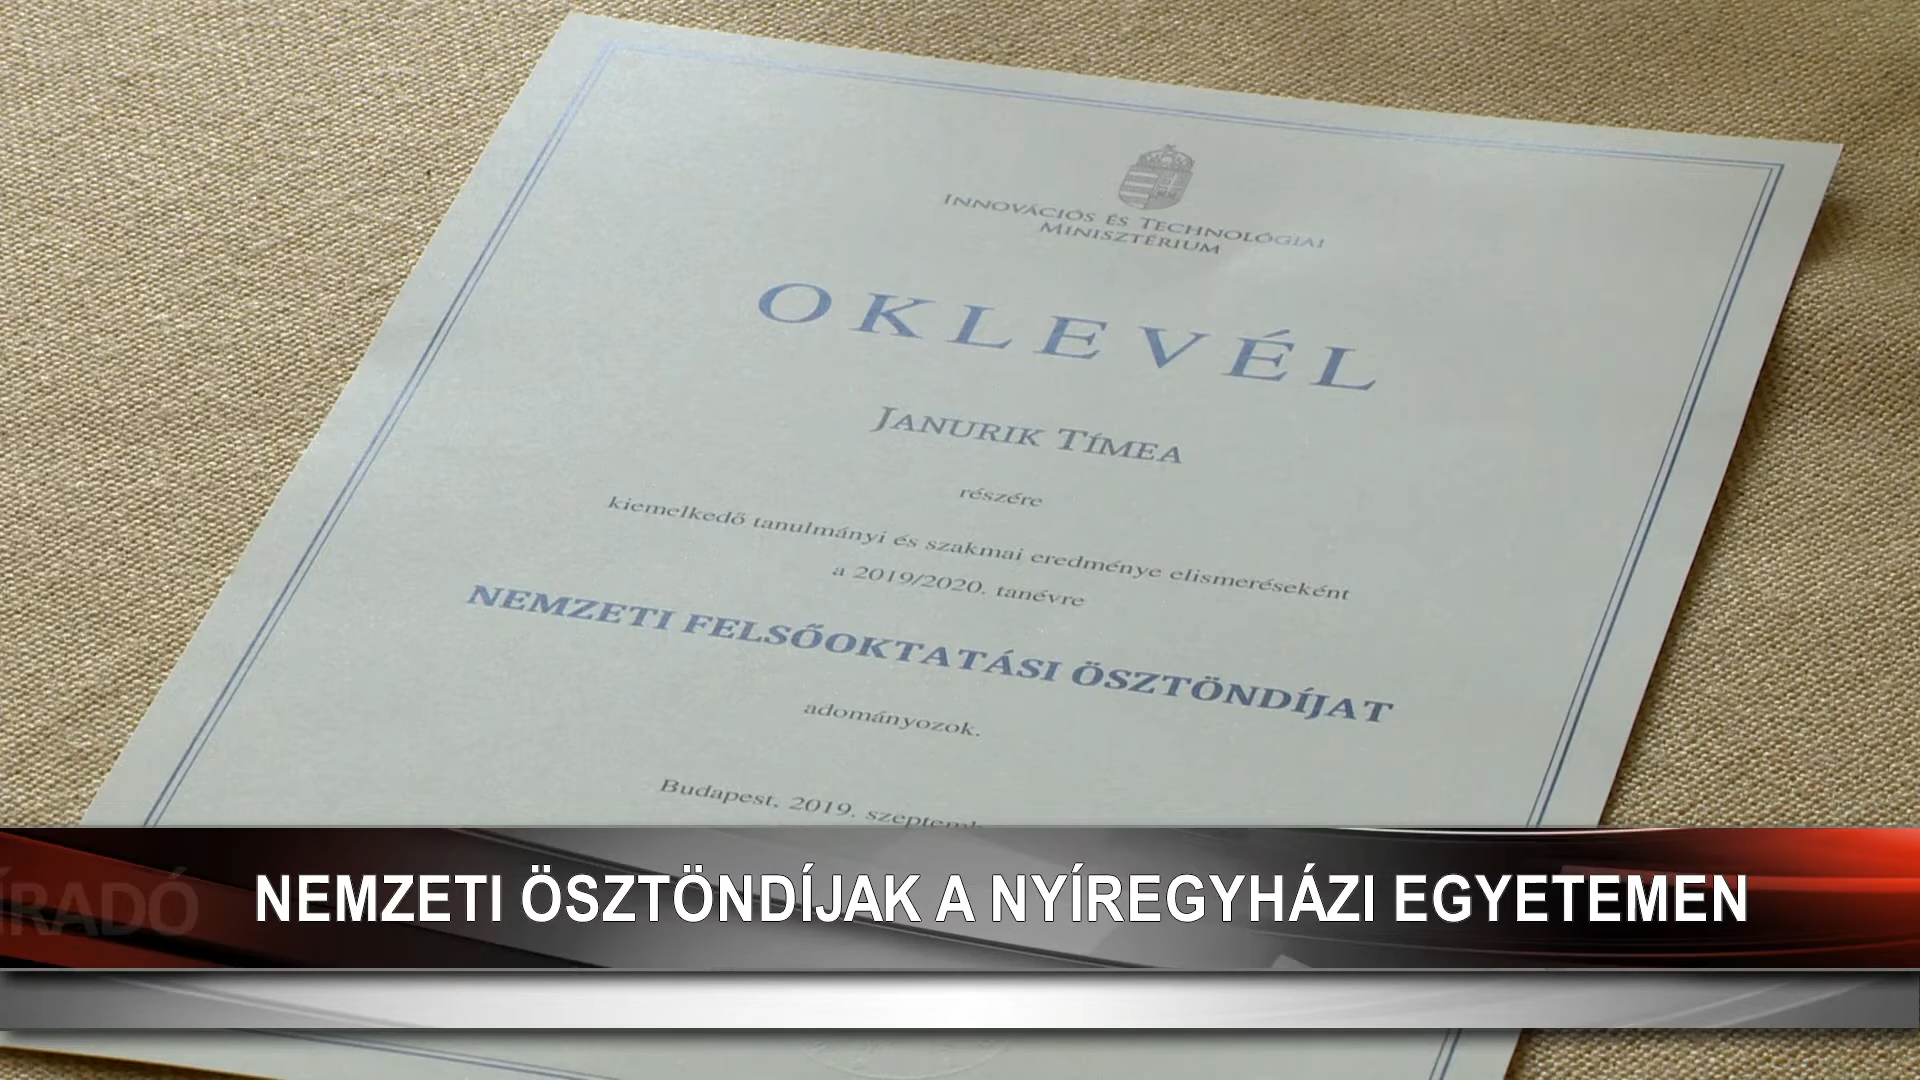 INNOVÁCIÓS ÉS TECHNOLÓGIAI
MINISZTÉRIUM
OKLEVÉL
JANURIK TÍMEA
részére
kiemelkedő tanulmányi és szakmai eredménye elismeréseként
a 2019/2020. tanévre
NEMZETI FELSŐOKTATÁSI ÖSZTÖNDÍJAT
adományozok.
Budapest, 2019.
ÍRADÓ
NEMZETI ÖSZTÖNDÍJAK A NYÍREGYHÁZI EGYETEMEN